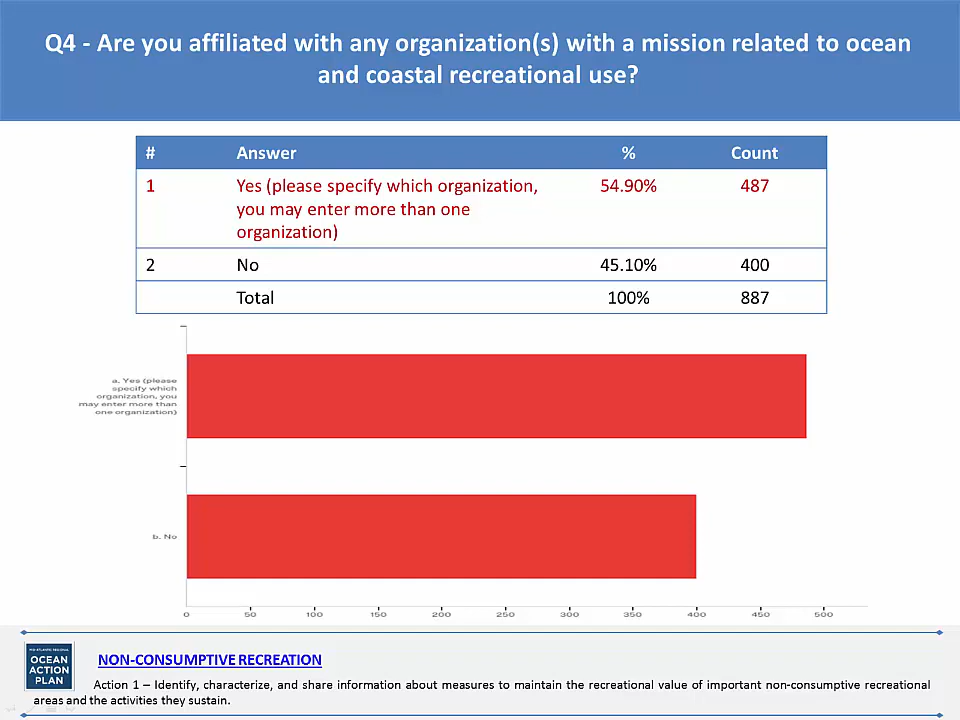 Q4 - Are you affiliated with any organization(s) with a mission related to ocean
and coastal recreational use?
# Answer % Count
1 Yes (please specify which organization, 54.90% 487
you may enter more than one
organization)
2 No 45.10% 400
Total 100% 887
a. Yes (please
specify which
organization, you
may enter more than
one organization)
b. No
0 50 100 150 200 250 300 350 400 450 500
MID-ATLANTIC REGIONAL
OCEAN
ACTION
PLAN
NON-CONSUMPTIVE RECREATION
Action 1 – Identify, characterize, and share information about measures to maintain the recreational value of important non-consumptive recreational
areas and the activities they sustain.